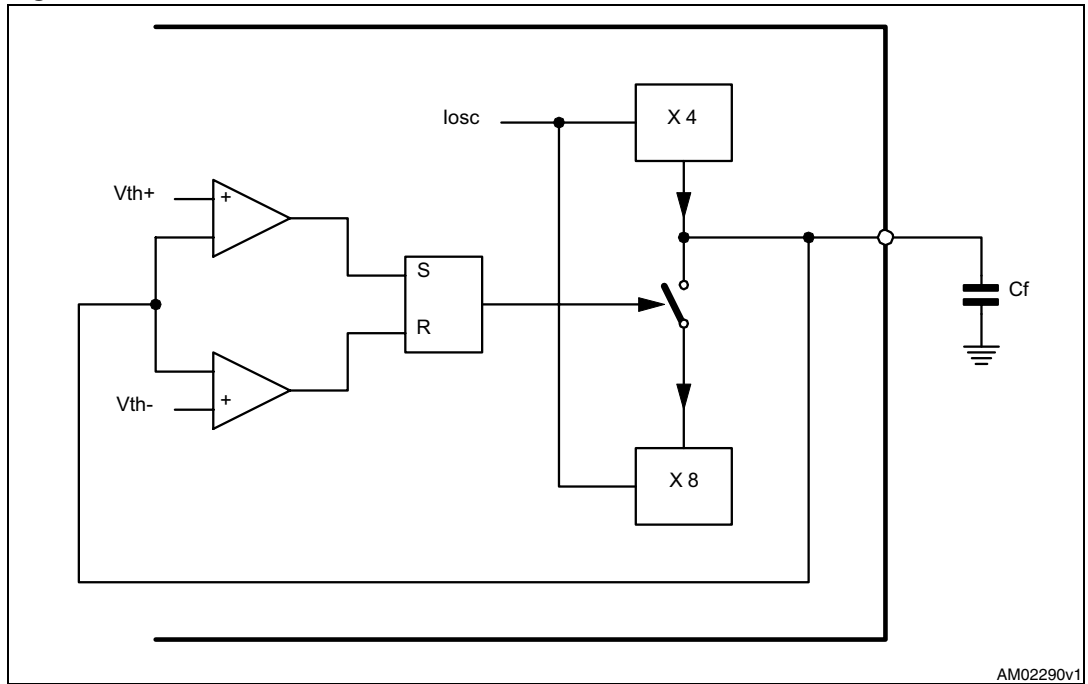 Iosc
X 4
Vth+
+
S
R
Cf
+
Vth-
X 8
AM02290v1